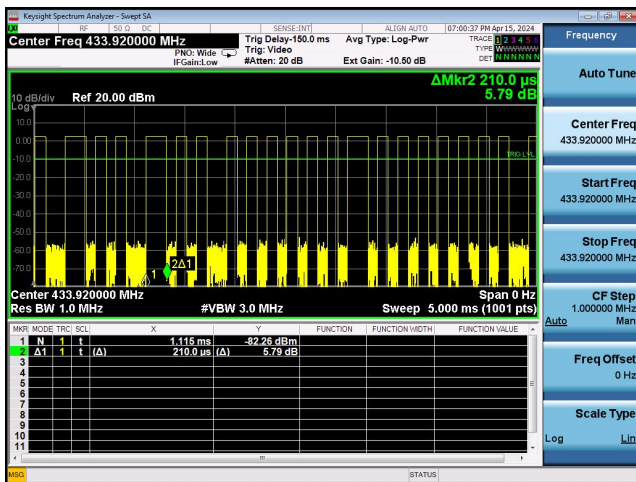 Keysight Spectrum Analyzer - Swept SA
RF 50 Ω DC SENSE:INT ALIGN AUTO 07:00:37 PM Apr 15, 2024
Center Freq 433.920000 MHz
PNO: Wide
IFGain:Low
Trig Delay-150.0 ms
Trig: Video
#Atten: 20 dB
Avg Type: Log-Pwr
Ext Gain: -10.50 dB
TRACE 1 2 3 4 5 6
TYPE WWWWWW
DET N N N N N N
ΔMkr2 210.0 µs
5.79 dB
10 dB/div Ref 20.00 dBm
Log
10.0
0.00
-10.0
TRIG LVL
-20.0
-30.0
-40.0
-50.0
-60.0
-70.0
1
2Δ1
Center 433.920000 MHz Span 0 Hz
Res BW 1.0 MHz #VBW 3.0 MHz Sweep 5.000 ms (1001 pts)
MKR MODE TRC SCL X Y FUNCTION FUNCTION WIDTH FUNCTION VALUE
1 N 1 t 1.115 ms -82.26 dBm
2 Δ1 1 t (Δ) 210.0 µs (Δ) 5.79 dB
3
4
5
6
7
8
9
10
11
MSG STATUS
Frequency
Auto Tune
Center Freq
433.920000 MHz
Start Freq
433.920000 MHz
Stop Freq
433.920000 MHz
CF Step
1.000000 MHz
Auto Man
Freq Offset
0 Hz
Scale Type
Log Lin